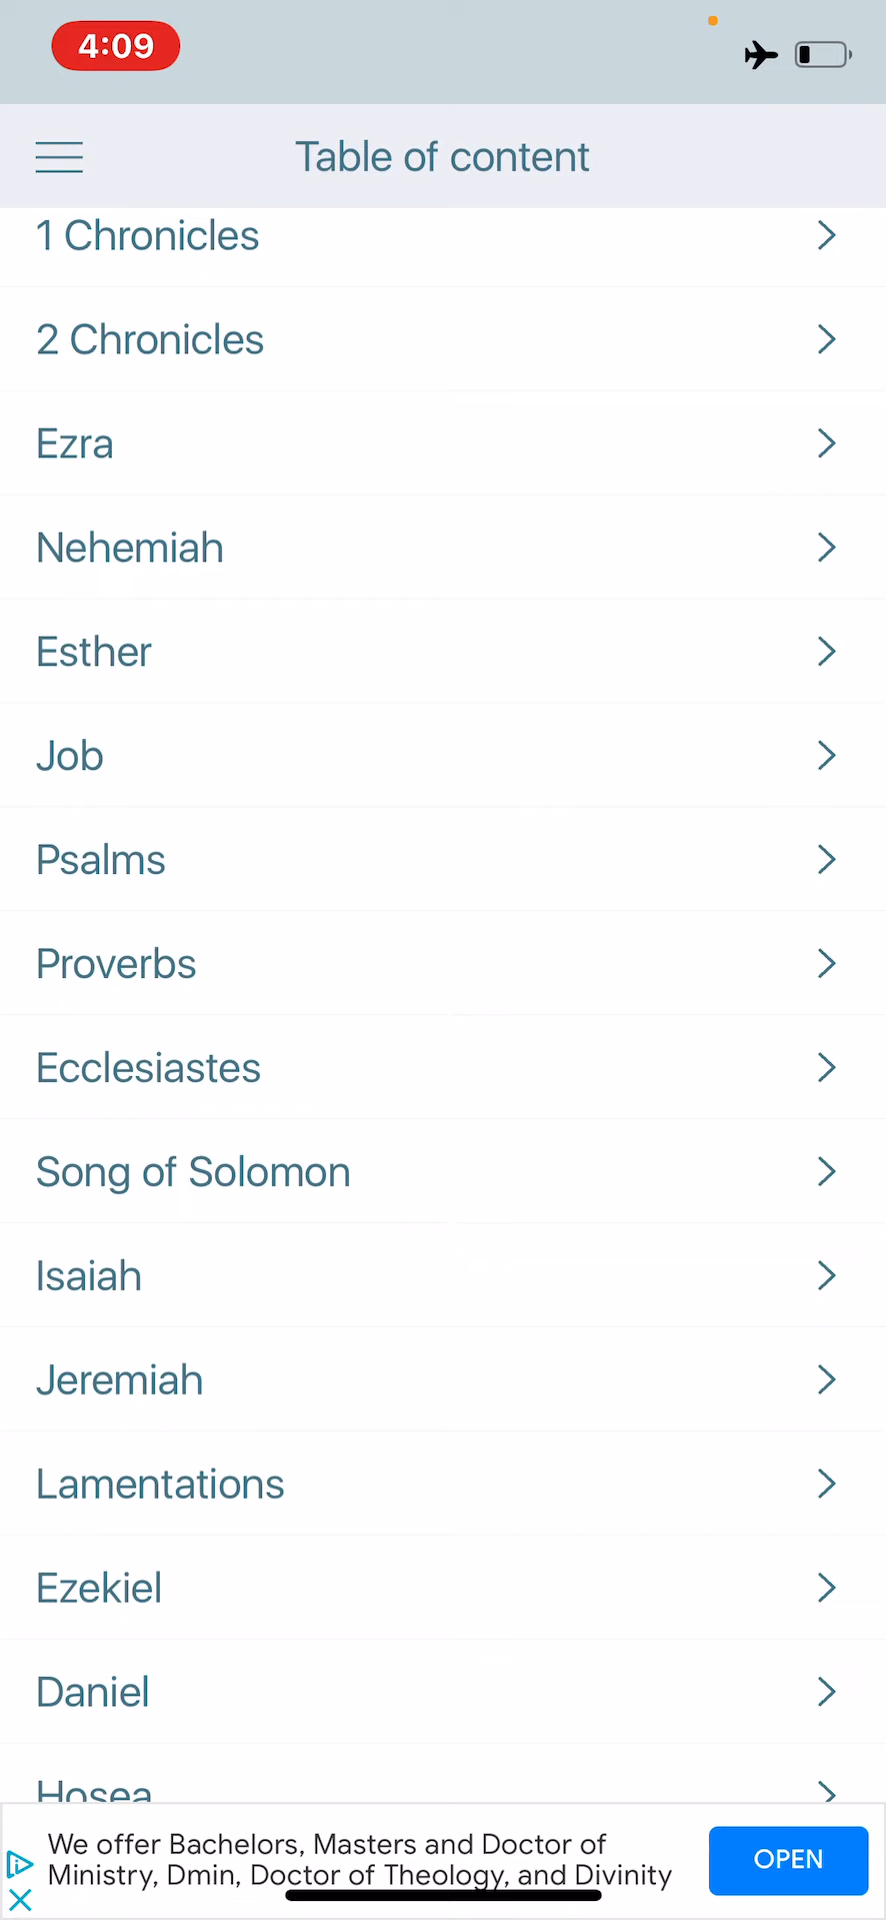 4:09
Table of content
1 Chronicles
2 Chronicles
Ezra
Nehemiah
Esther
Job
Psalms
Proverbs
Ecclesiastes
Song of Solomon
Isaiah
Jeremiah
Lamentations
Ezekiel
Daniel
Hosea
We offer Bachelors, Masters and Doctor of
Ministry, Dmin, Doctor of Theology, and Divinity
OPEN